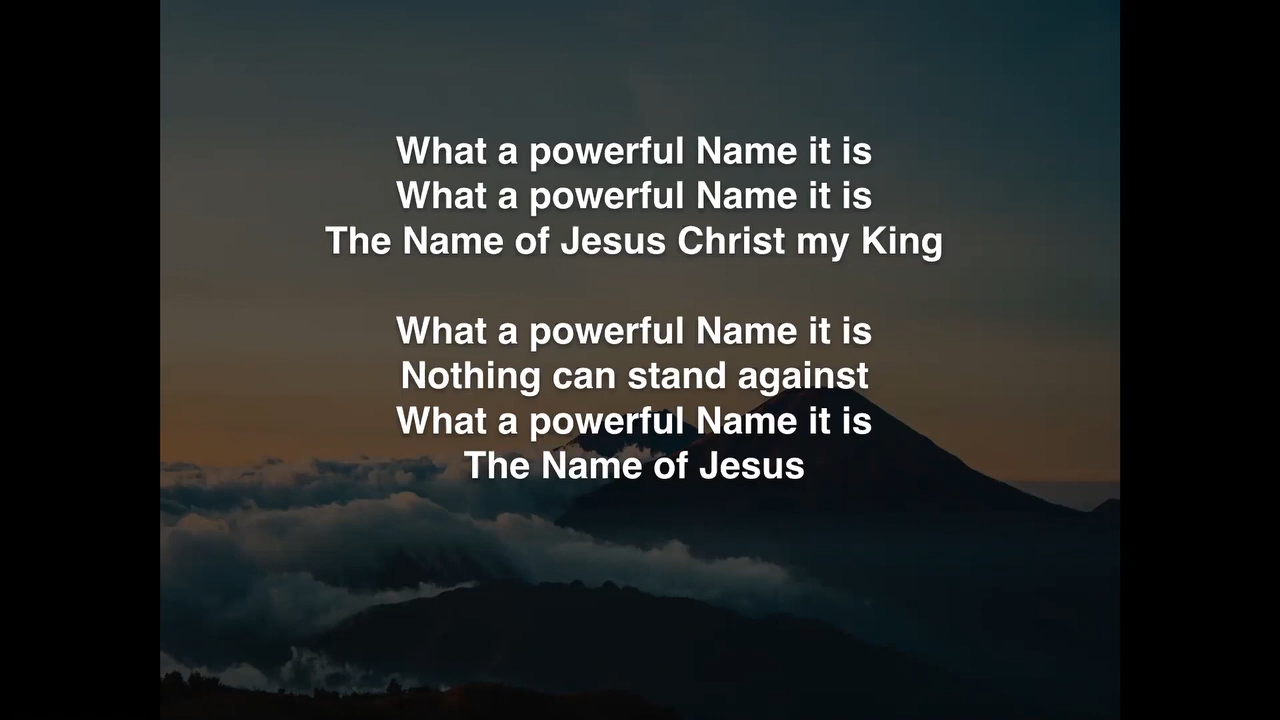 What a powerful Name it is
What a powerful Name it is
The Name of Jesus Christ my King
What a powerful Name it is
Nothing can stand against
What a powerful Name it is
The Name of Jesus